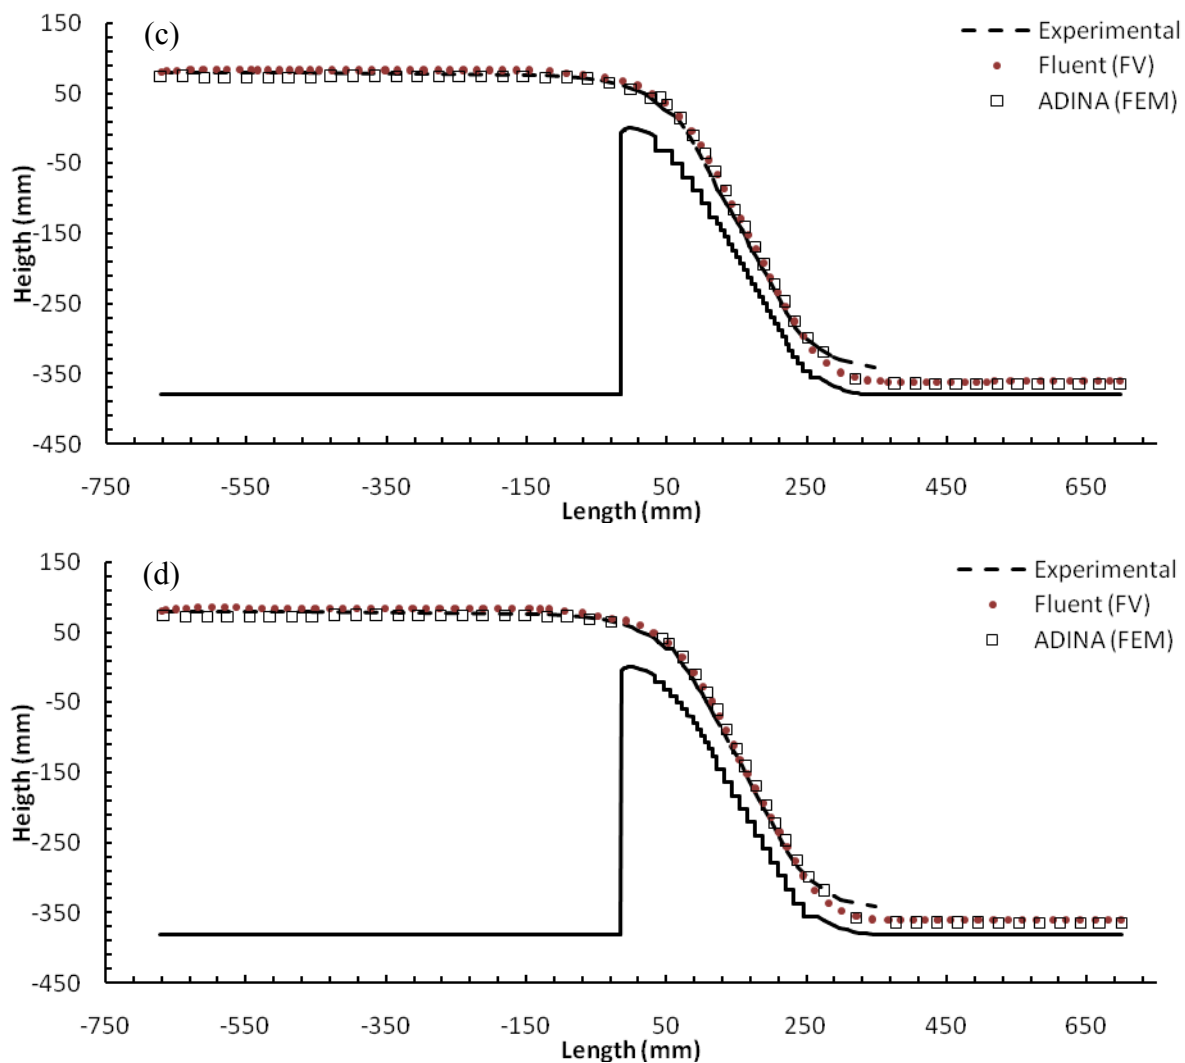 (c)
Experimental
Fluent (FV)
ADINA (FEM)
150
50
-50
-150
-250
-350
-450
Heigth (mm)
-750 -550 -350 -150 50 250 450 650
Length (mm)
(d)
Experimental
Fluent (FV)
ADINA (FEM)
150
50
-50
-150
-250
-350
-450
Heigth (mm)
-750 -550 -350 -150 50 250 450 650
Length (mm)